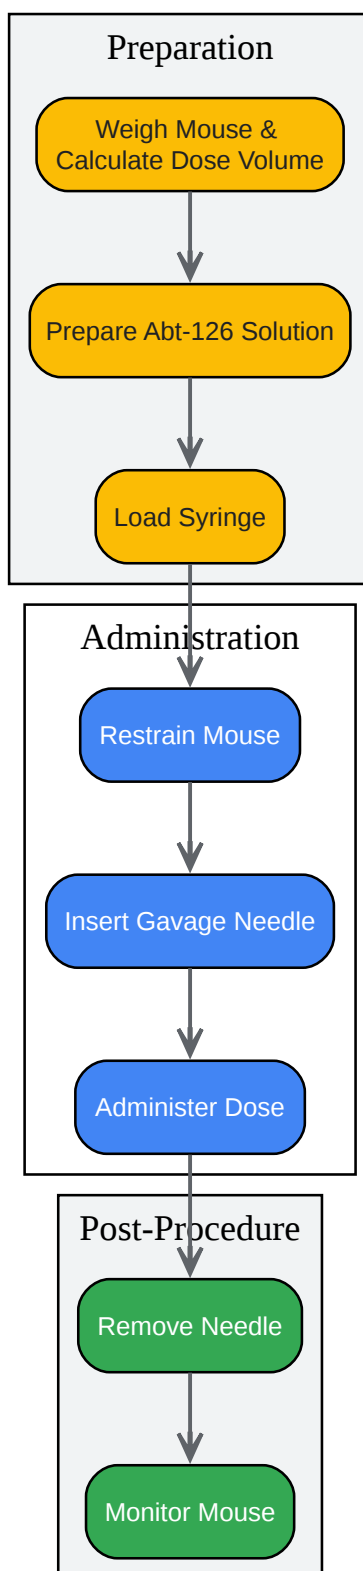 Preparation
Weigh Mouse &
Calculate Dose Volume
Prepare Abt-126 Solution
Load Syringe
Administration
Restrain Mouse
Insert Gavage Needle
Administer Dose
Post-Procedure
Remove Needle
Monitor Mouse